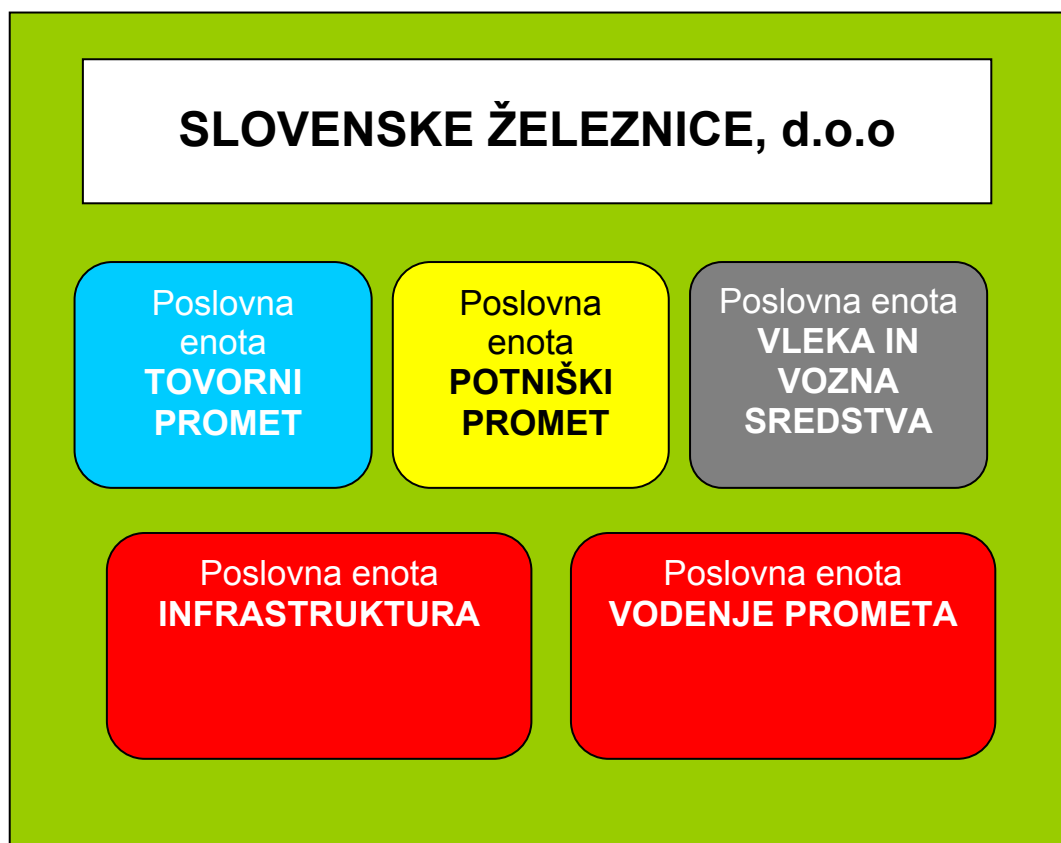 SLOVENSKE ŽELEZNICE, d.o.o
Poslovna
enota
TOVORNI
PROMET
Poslovna
enota
POTNIŠKI
PROMET
Poslovna enota
VLEKA IN
VOZNA
SREDSTVA
Poslovna enota
INFRASTRUKTURA
Poslovna enota
VODENJE PROMETA